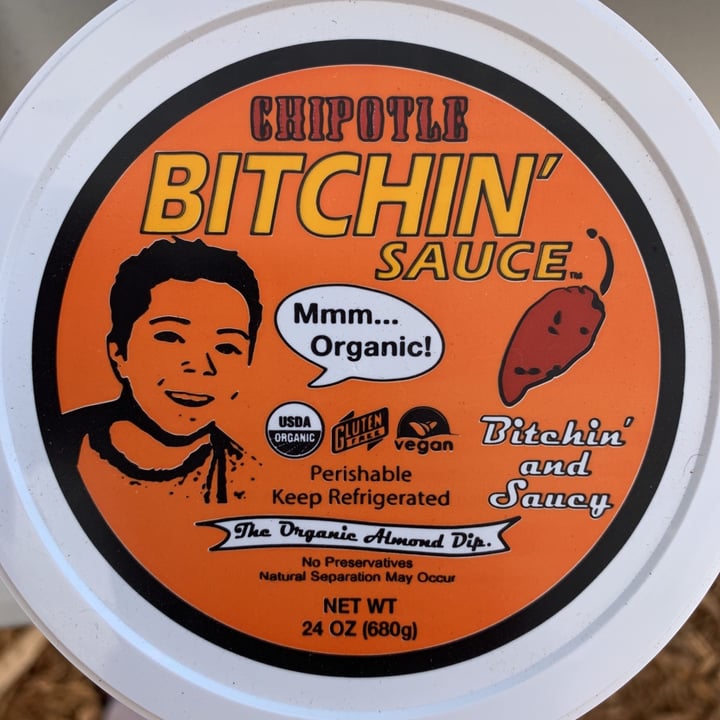 CHIPOTLE
BITCHIN'
SAUCE™
Mmm...
Organic!
USDA
ORGANIC
GLUTEN
FREE
vegan
Bitchin'
and
Saucy
Perishable
Keep Refrigerated
The Organic Almond Dip.
No Preservatives
Natural Separation May Occur
NET WT
24 OZ (680g)